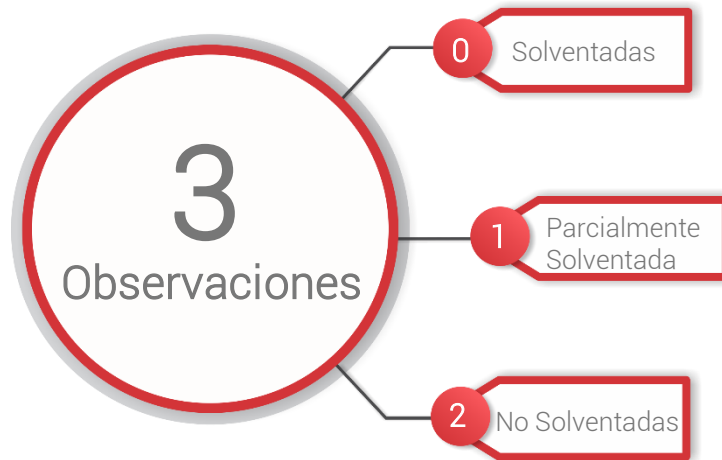 3
Observaciones
0
Solventadas
1
Parcialmente
Solventada
2
No Solventadas